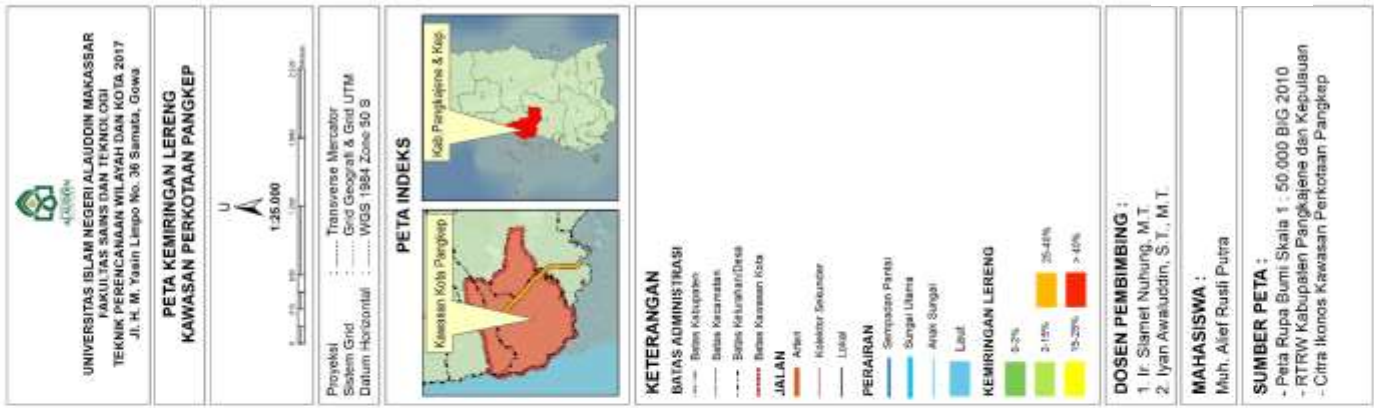 ALAUDDIN
UNIVERSITAS ISLAM NEGERI ALAUDDIN MAKASSAR
FAKULTAS SAINS DAN TEKNOLOGI
TEKNIK PERENCANAAN WILAYAH DAN KOTA 2017
Jl. H. M. Yasin Limpo No. 36 Samata, Gowa
PETA KEMIRINGAN LERENG
KAWASAN PERKOTAAN PANGKEP
U
1:25.000
Proyeksi : ........ Transverse Mercator
Sistem Grid : ........ Grid Geografi & Grid UTM
Datum Horizontal : ........ WGS 1984 Zone 50 S
PETA INDEKS
Kawasan Kota Pangkep
Kab Pangkajene & Kep
KETERANGAN
BATAS ADMINISTRASI
Batas Kabupaten
Batas Kecamatan
Batas Kelurahan/Desa
Batas Kawasan Kota
JALAN
Arteri
Kolektor Sekunder
Lokal
PERAIRAN
Sempadan Pantai
Sungai Utama
Anak Sungai
Laut
KEMIRINGAN LERENG
0-2%
2-15%
15-25%
25-40%
> 40%
DOSEN PEMBIMBING :
1. Ir. Slamet Nuhung, M.T.
2. Iyan Awaluddin, S.T., M.T.
MAHASISWA :
Muh. Alief Rusli Putra
SUMBER PETA :
- Peta Rupa Bumi Skala 1 : 50.000 BIG 2010
- RTRW Kabupaten Pangkajene dan Kepulauan
- Citra Ikonos Kawasan Perkotaan Pangkep